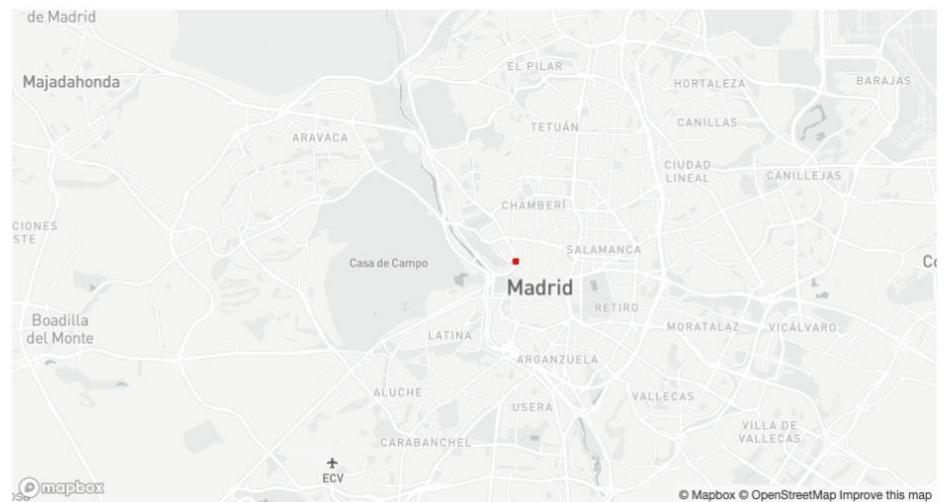 de Madrid
Majadahonda
EL PILAR
HORTALEZA
BARAJAS
TETUÁN
CANILLAS
ARAVACA
CIUDAD
LINEAL
CANILLEJAS
CHAMBERÍ
CIONES
STE
SALAMANCA
Casa de Campo
Co
Madrid
RETIRO
Boadilla
del Monte
LATINA
MORATALAZ
VICÁLVARO
ARGANZUELA
ALUCHE
VALLECAS
USERA
VILLA DE
VALLECAS
CARABANCHEL
ECV
mapbox
© Mapbox © OpenStreetMap Improve this map